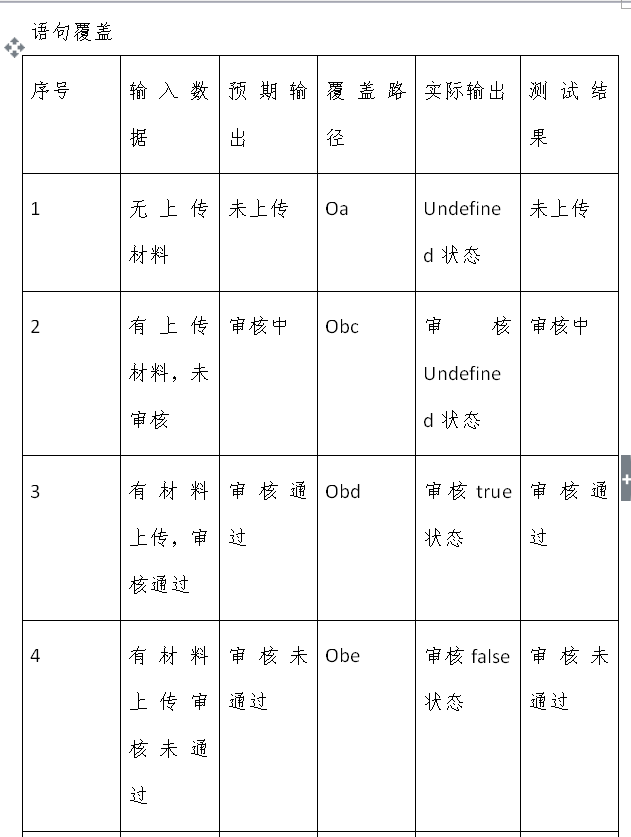 语句覆盖
序号
输入数
据
预期输
出
覆盖路
径
实际输出
测试结
果
1
无上传
材料
未上传
Oa
Undefine
d 状态
未上传
2
有上传
材料，未
审核
审核中
Obc
审核
Undefine
d 状态
审核中
3
有材料
上传，审
核通过
审核通
过
Obd
审核 true
状态
审核通
过
4
有材料
上传审
核未通
过
审核未
通过
Obe
审核 false
状态
审核未
通过